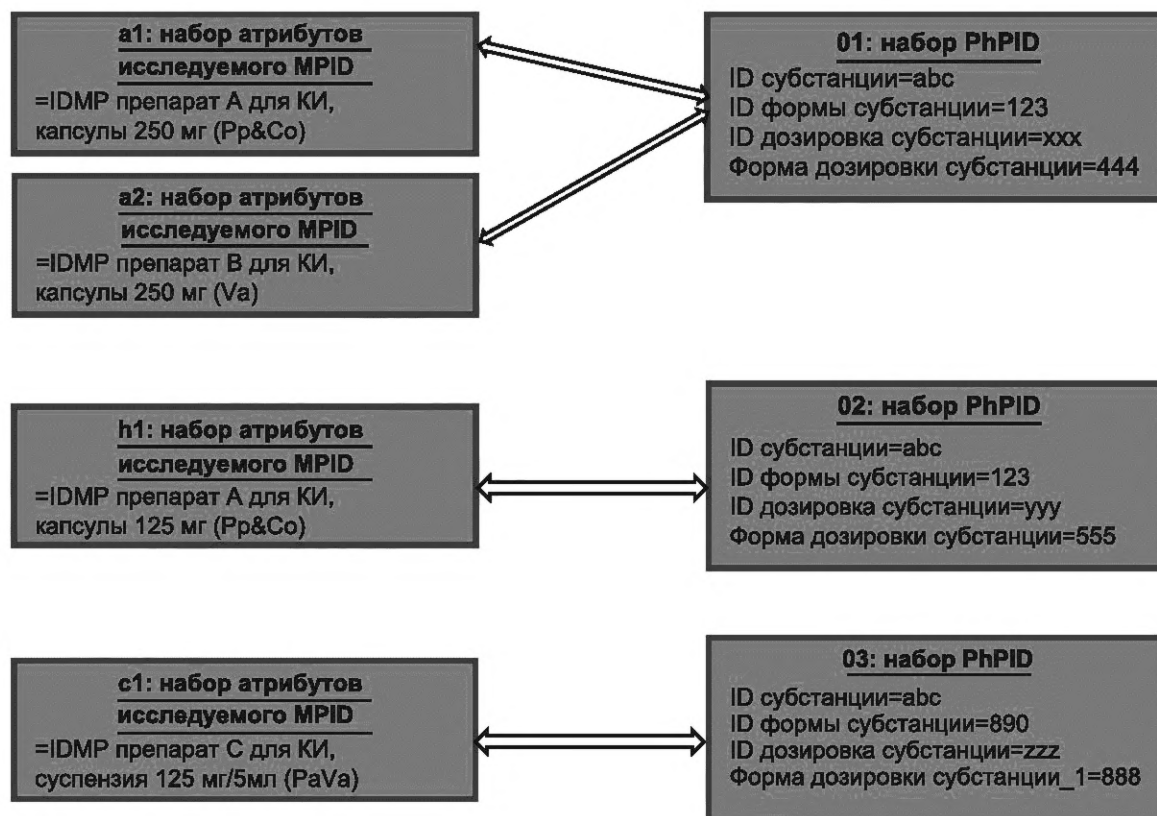 a1: набор атрибутов
исследуемого MPID
=IDMP препарат А для КИ,
капсулы 250 мг (Pp&Co)
01: набор PhPID
ID субстанции=abc
ID формы субстанции=123
ID дозировка субстанции=xxx
Форма дозировки субстанции=444
a2: набор атрибутов
исследуемого MPID
=IDMP препарат В для КИ,
капсулы 250 мг (Va)
h1: набор атрибутов
исследуемого MPID
=IDMP препарат А для КИ,
капсулы 125 мг (Pp&Co)
02: набор PhPID
ID субстанции=abc
ID формы субстанции=123
ID дозировка субстанции=yyy
Форма дозировки субстанции=555
c1: набор атрибутов
исследуемого MPID
=IDMP препарат С для КИ,
суспензия 125 мг/5мл (PaVa)
03: набор PhPID
ID субстанции=abc
ID формы субстанции=890
ID дозировка субстанции=zzz
Форма дозировки субстанции_1=888